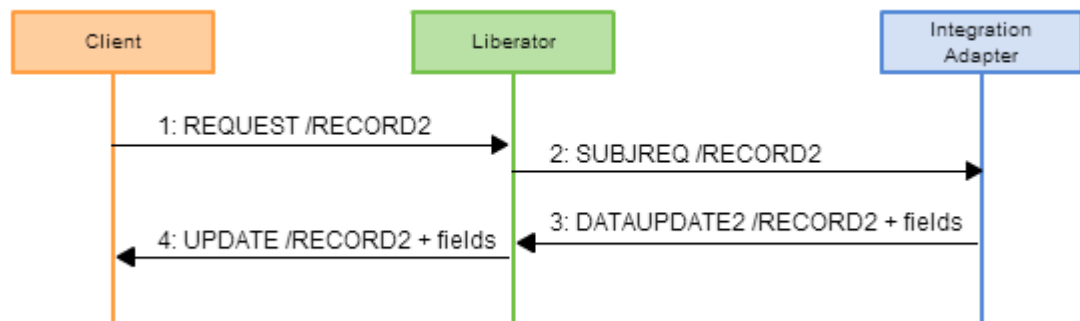 Client
Liberator
Integration
Adapter
1: REQUEST /RECORD2
2: SUBJREQ /RECORD2
3: DATAUPDATE2 /RECORD2 + fields
4: UPDATE /RECORD2 + fields